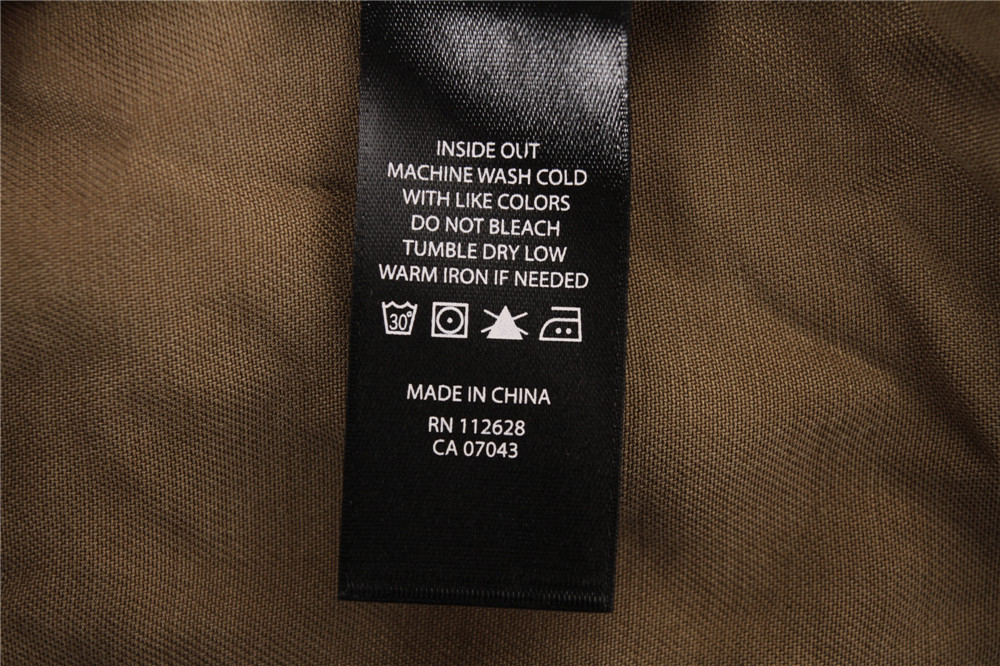 INSIDE OUT
MACHINE WASH COLD
WITH LIKE COLORS
DO NOT BLEACH
TUMBLE DRY LOW
WARM IRON IF NEEDED
30°
MADE IN CHINA
RN 112628
CA 07043